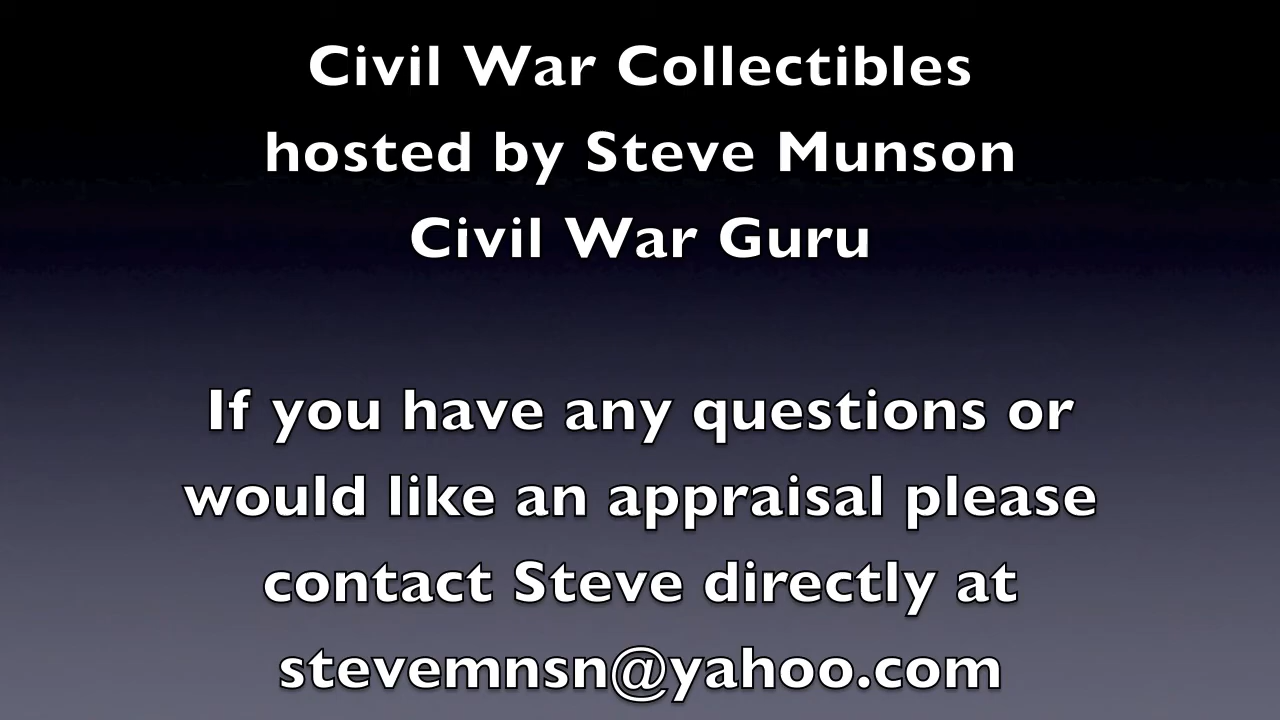 Civil War Collectibles
hosted by Steve Munson
Civil War Guru
If you have any questions or
would like an appraisal please
contact Steve directly at
stevemnsn@yahoo.com